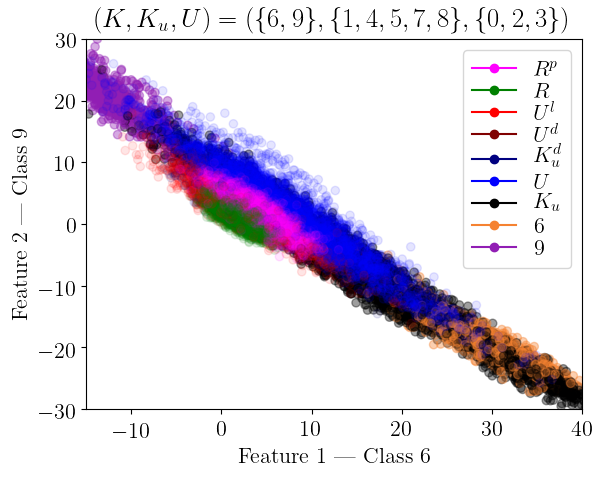 (K, K_u, U) = ({6, 9}, {1, 4, 5, 7, 8}, {0, 2, 3})
30
20
10
0
−10
−20
−30
Feature 2 — Class 9
R^p
R
U^l
U^d
K_u^d
U
K_u
6
9
−10 0 10 20 30 40
Feature 1 — Class 6